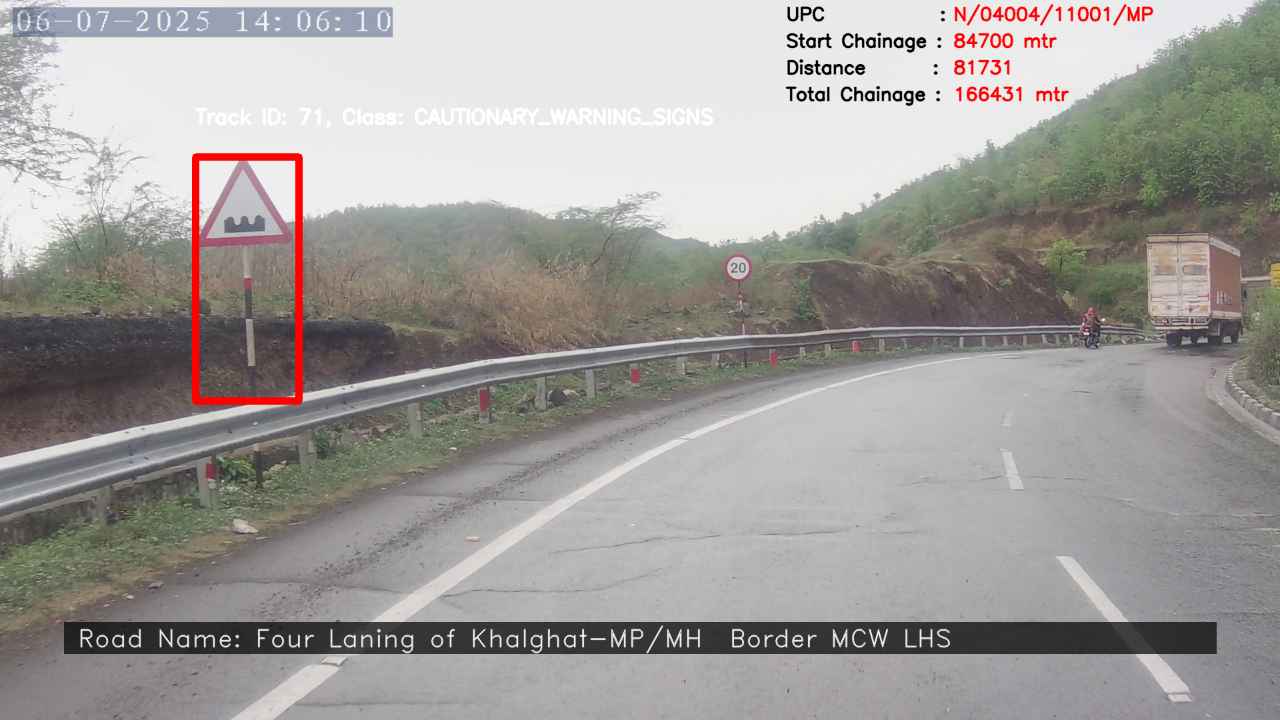 06-07-2025 14:06:10
UPC : N/04004/11001/MP
Start Chainage : 84700 mtr
Distance : 81731
Total Chainage : 166431 mtr
Track ID: 71, Class: CAUTIONARY_WARNING_SIGNS
20
Road Name: Four Laning of Khalghat-MP/MH Border MCW LHS